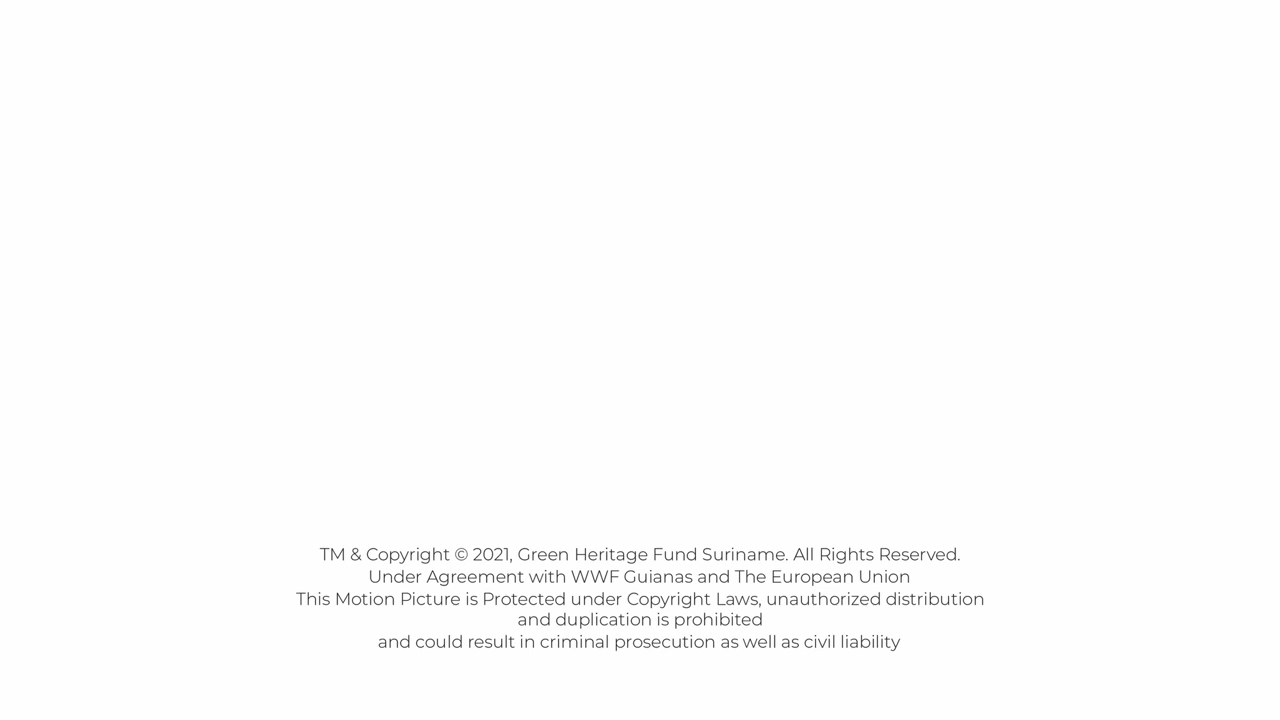 TM & Copyright © 2021, Green Heritage Fund Suriname. All Rights Reserved.
Under Agreement with WWF Guianas and The European Union
This Motion Picture is Protected under Copyright Laws, unauthorized distribution
and duplication is prohibited
and could result in criminal prosecution as well as civil liability